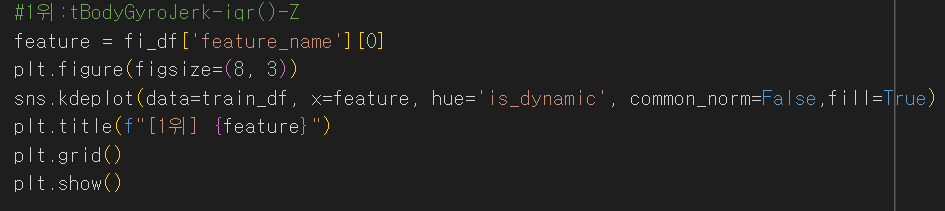 #1위:tBodyGyroJerk-iqr()-Z
feature = fi_df['feature_name'][0]
plt.figure(figsize=(8, 3))
sns.kdeplot(data=train_df, x=feature, hue='is_dynamic', common_norm=False,fill=True)
plt.title(f"[1위] {feature}")
plt.grid()
plt.show()